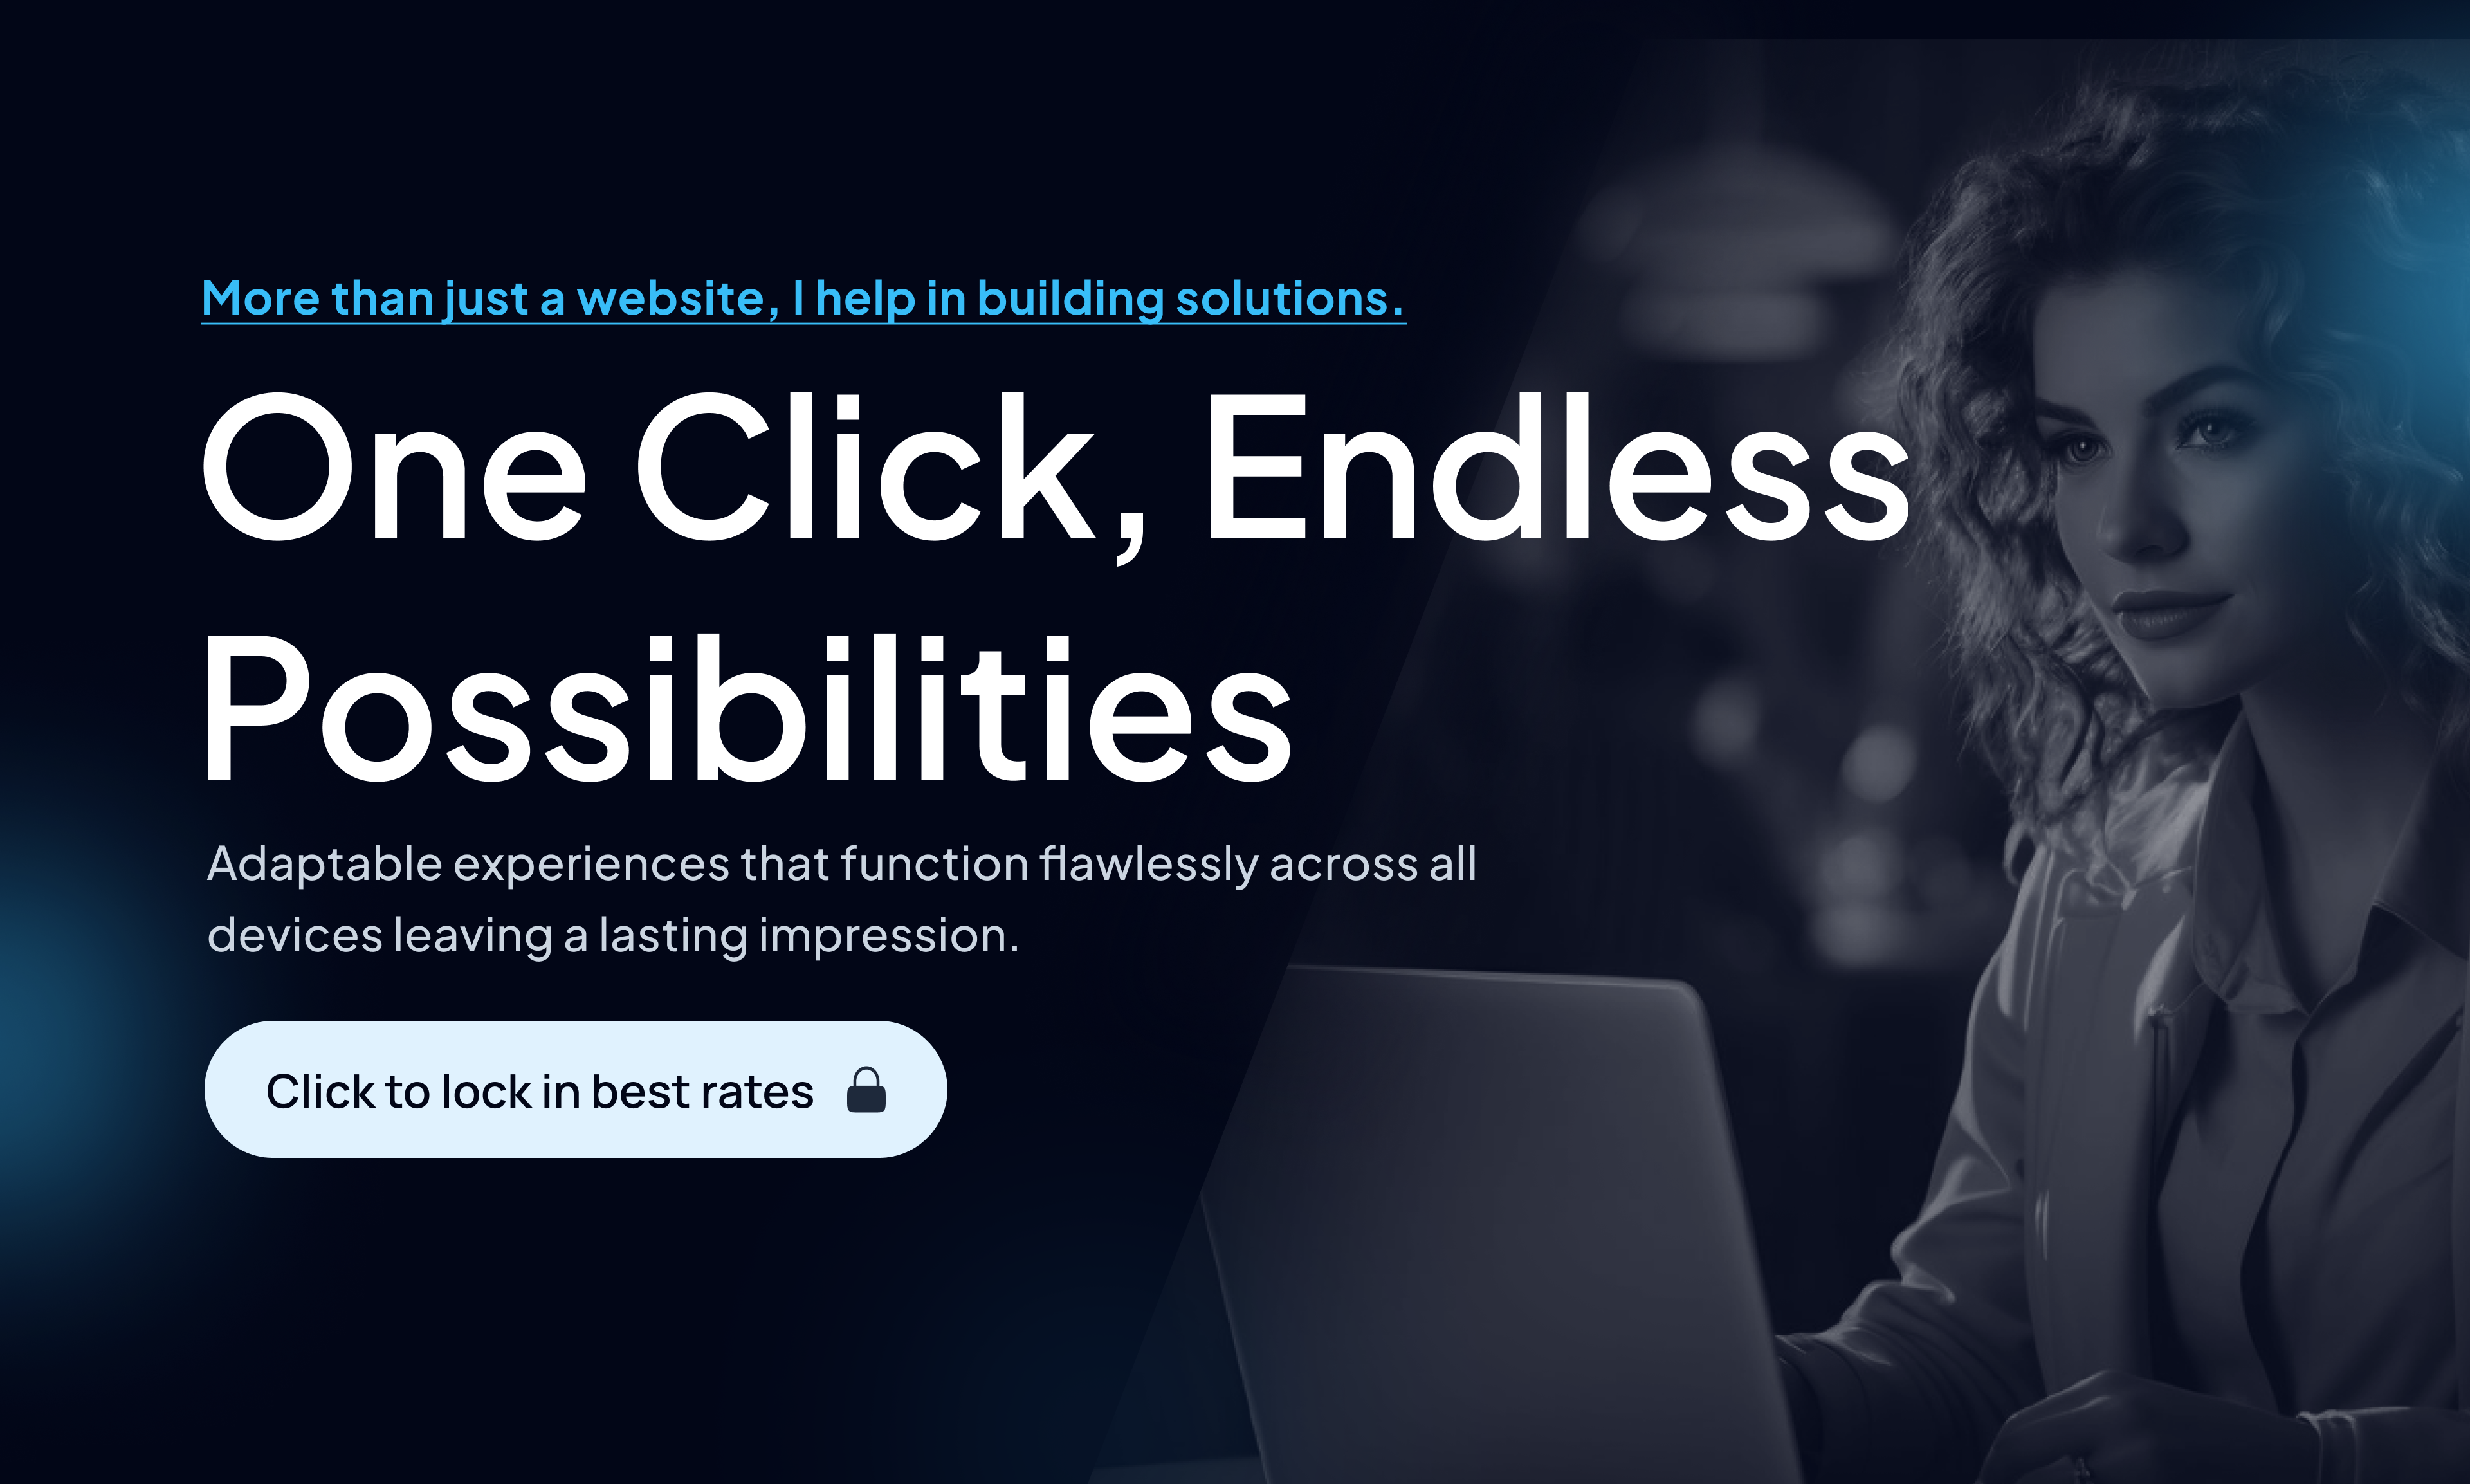 More than just a website, I help in building solutions.
One Click, Endless
Possibilities
Adaptable experiences that function flawlessly across all
devices leaving a lasting impression.
Click to lock in best rates